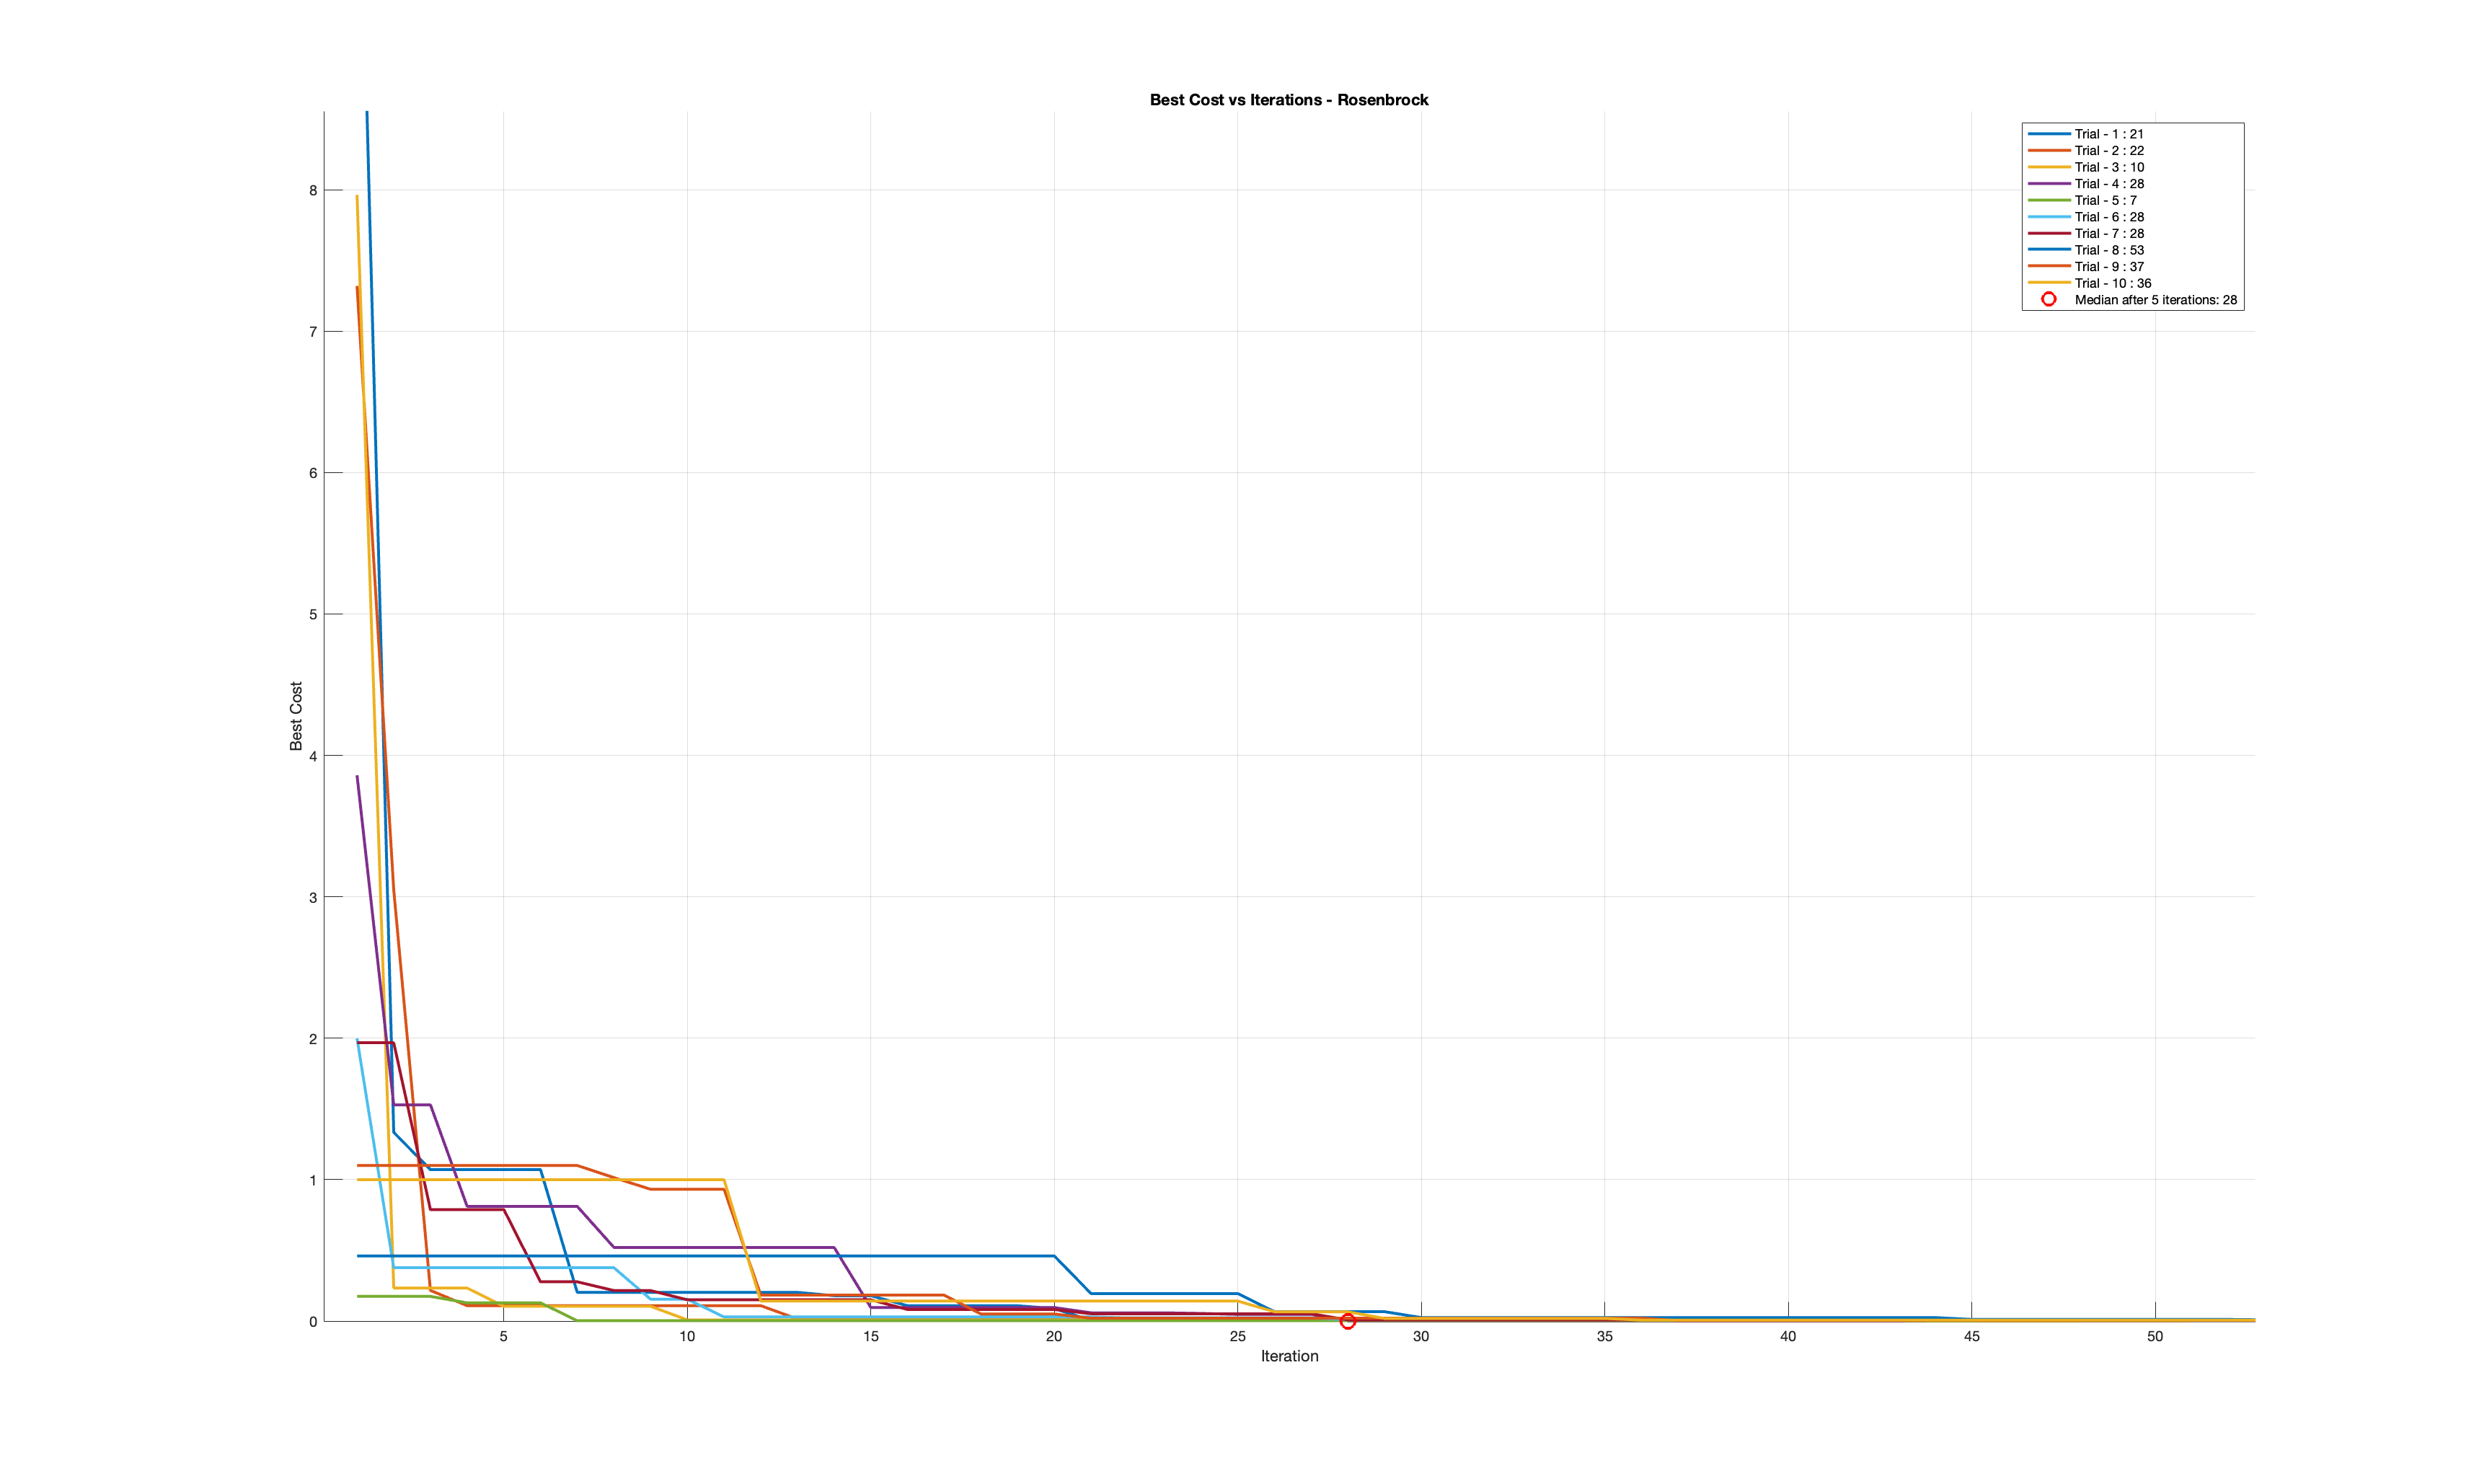 Best Cost vs Iterations - Rosenbrock
Trial - 1 : 21
Trial - 2 : 22
Trial - 3 : 10
Trial - 4 : 28
Trial - 5 : 7
Trial - 6 : 28
Trial - 7 : 28
Trial - 8 : 53
Trial - 9 : 37
Trial - 10 : 36
Median after 5 iterations: 28
8
7
6
5
4
3
2
1
0
Best Cost
5 10 15 20 25 30 35 40 45 50
Iteration